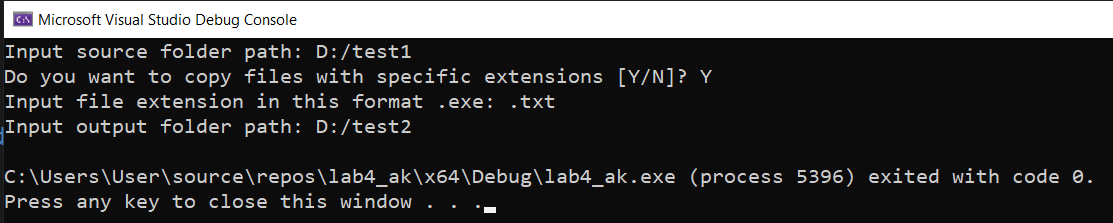 Microsoft Visual Studio Debug Console
Input source folder path: D:/test1
Do you want to copy files with specific extensions [Y/N]? Y
Input file extension in this format .exe: .txt
Input output folder path: D:/test2
C:\Users\User\source\repos\lab4_ak\x64\Debug\lab4_ak.exe (process 5396) exited with code 0.
Press any key to close this window . . .